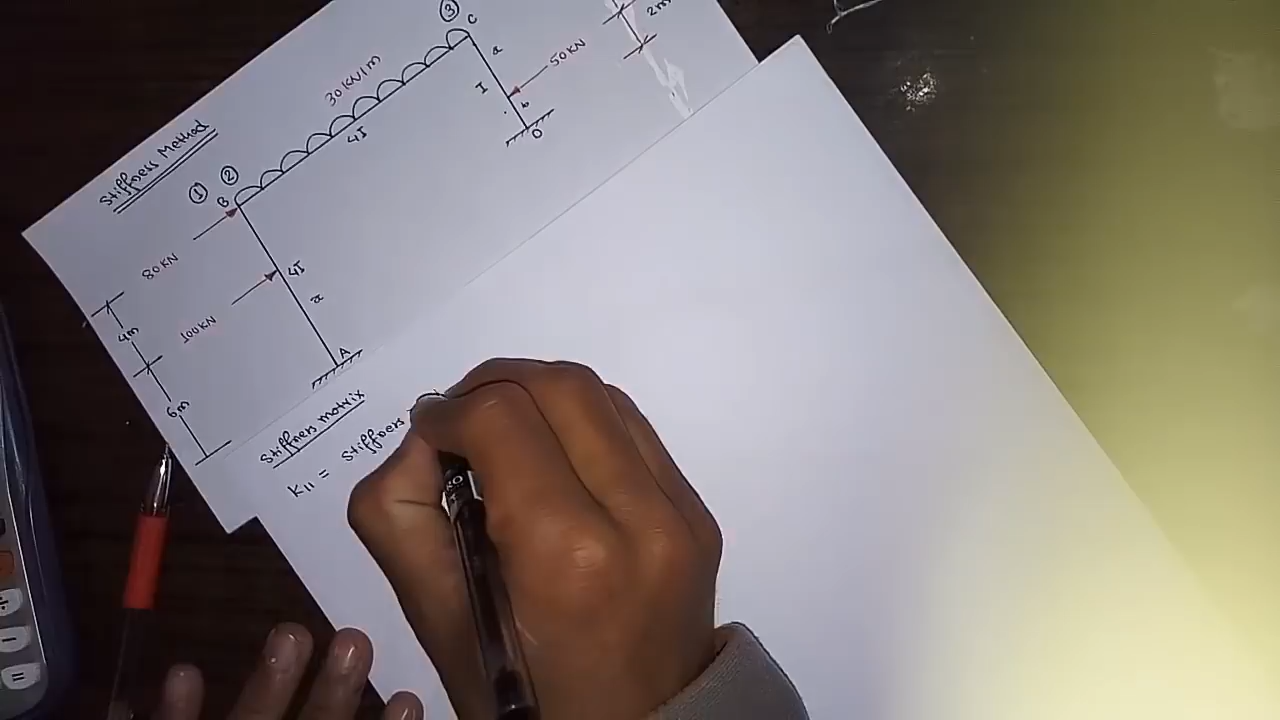 Stiffness Method
① ② ③
B
C
A
D
80 KN
100 KN
30 KN/m
50 KN
4I
4I
I
x
a
b
4m
6m
2m
Stiffness matrix
K11 = Stiffness